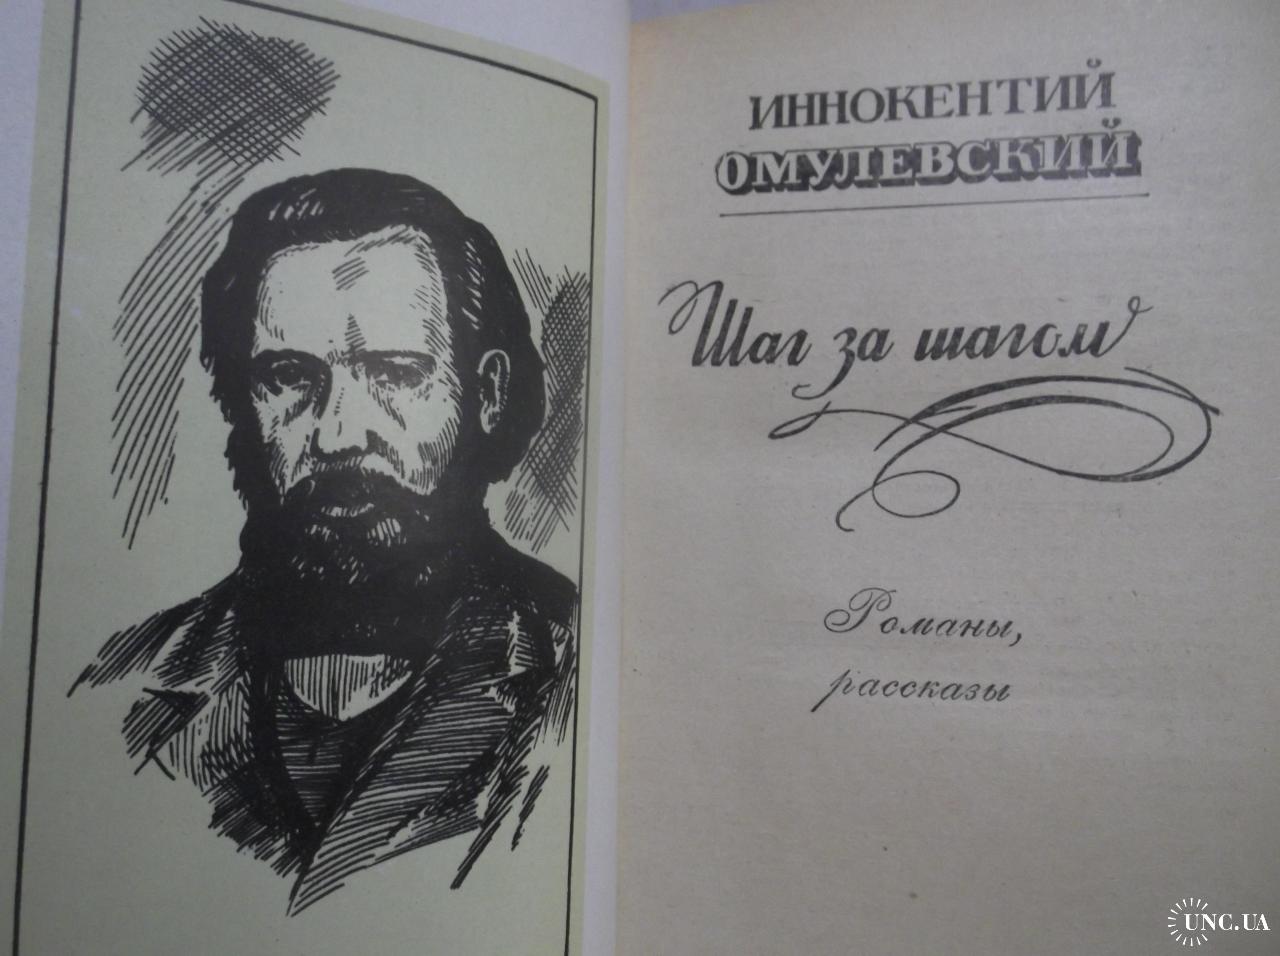 ИННОКЕНТИЙ
ОМУЛЕВСКИЙ
Шаг за шагом
Романы,
рассказы
UNC.UA